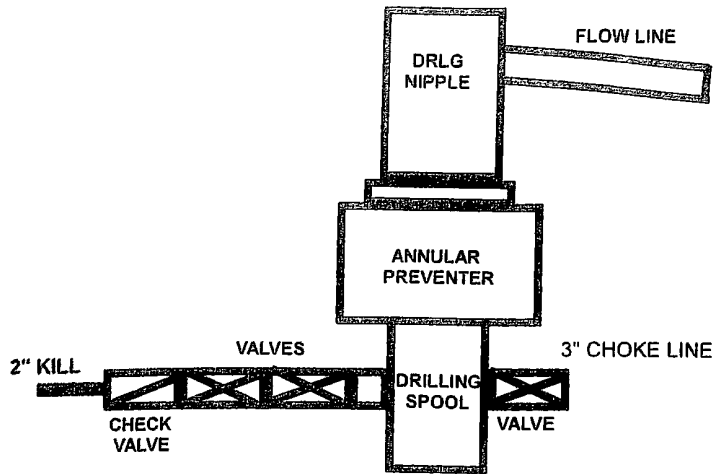 FLOW LINE
DRLG
NIPPLE
ANNULAR
PREVENTER
VALVES
3" CHOKE LINE
2" KILL
DRILLING
SPOOL
CHECK
VALVE
VALVE